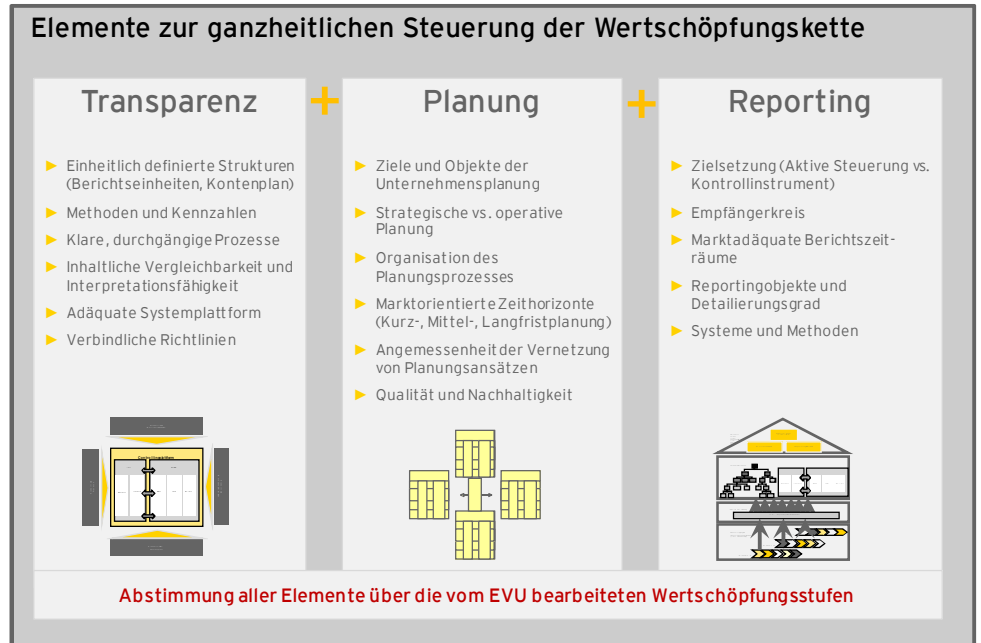 Elemente zur ganzheitlichen Steuerung der Wertschöpfungskette
Transparenz
► Einheitlich definierte Strukturen
(Berichtseinheiten, Kontenplan)
► Methoden und Kennzahlen
► Klare, durchgängige Prozesse
► Inhaltliche Vergleichbarkeit und
Interpretationsfähigkeit
► Adäquate Systemplattform
► Verbindliche Richtlinien
+
Planung
► Ziele und Objekte der
Unternehmensplanung
► Strategische vs. operative
Planung
► Organisation des
Planungsprozesses
► Marktorientierte Zeithorizonte
(Kurz-, Mittel-, Langfristplanung)
► Angemessenheit der Vernetzung
von Planungsansätzen
► Qualität und Nachhaltigkeit
+
Reporting
► Zielsetzung (Aktive Steuerung vs.
Kontrollinstrument)
► Empfängerkreis
► Marktadäquate Berichtszeit-
räume
► Reportingobjekte und
Detailierungsgrad
► Systeme und Methoden
Abstimmung aller Elemente über die vom EVU bearbeiteten Wertschöpfungsstufen